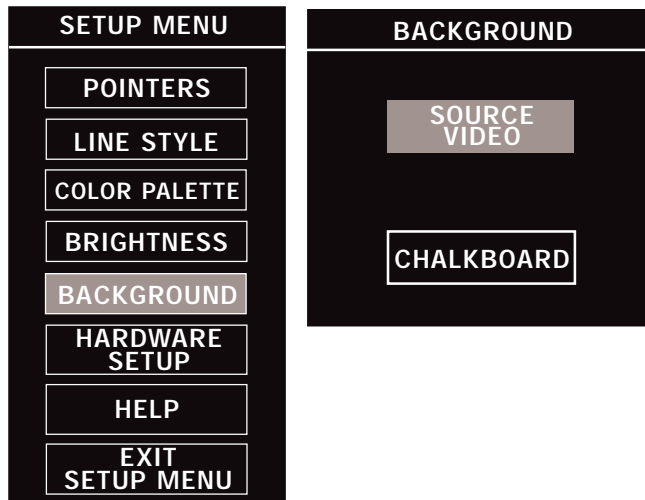 SETUP MENU
POINTERS
LINE STYLE
COLOR PALETTE
BRIGHTNESS
BACKGROUND
HARDWARE
SETUP
HELP
EXIT
SETUP MENU
BACKGROUND
SOURCE
VIDEO
CHALKBOARD